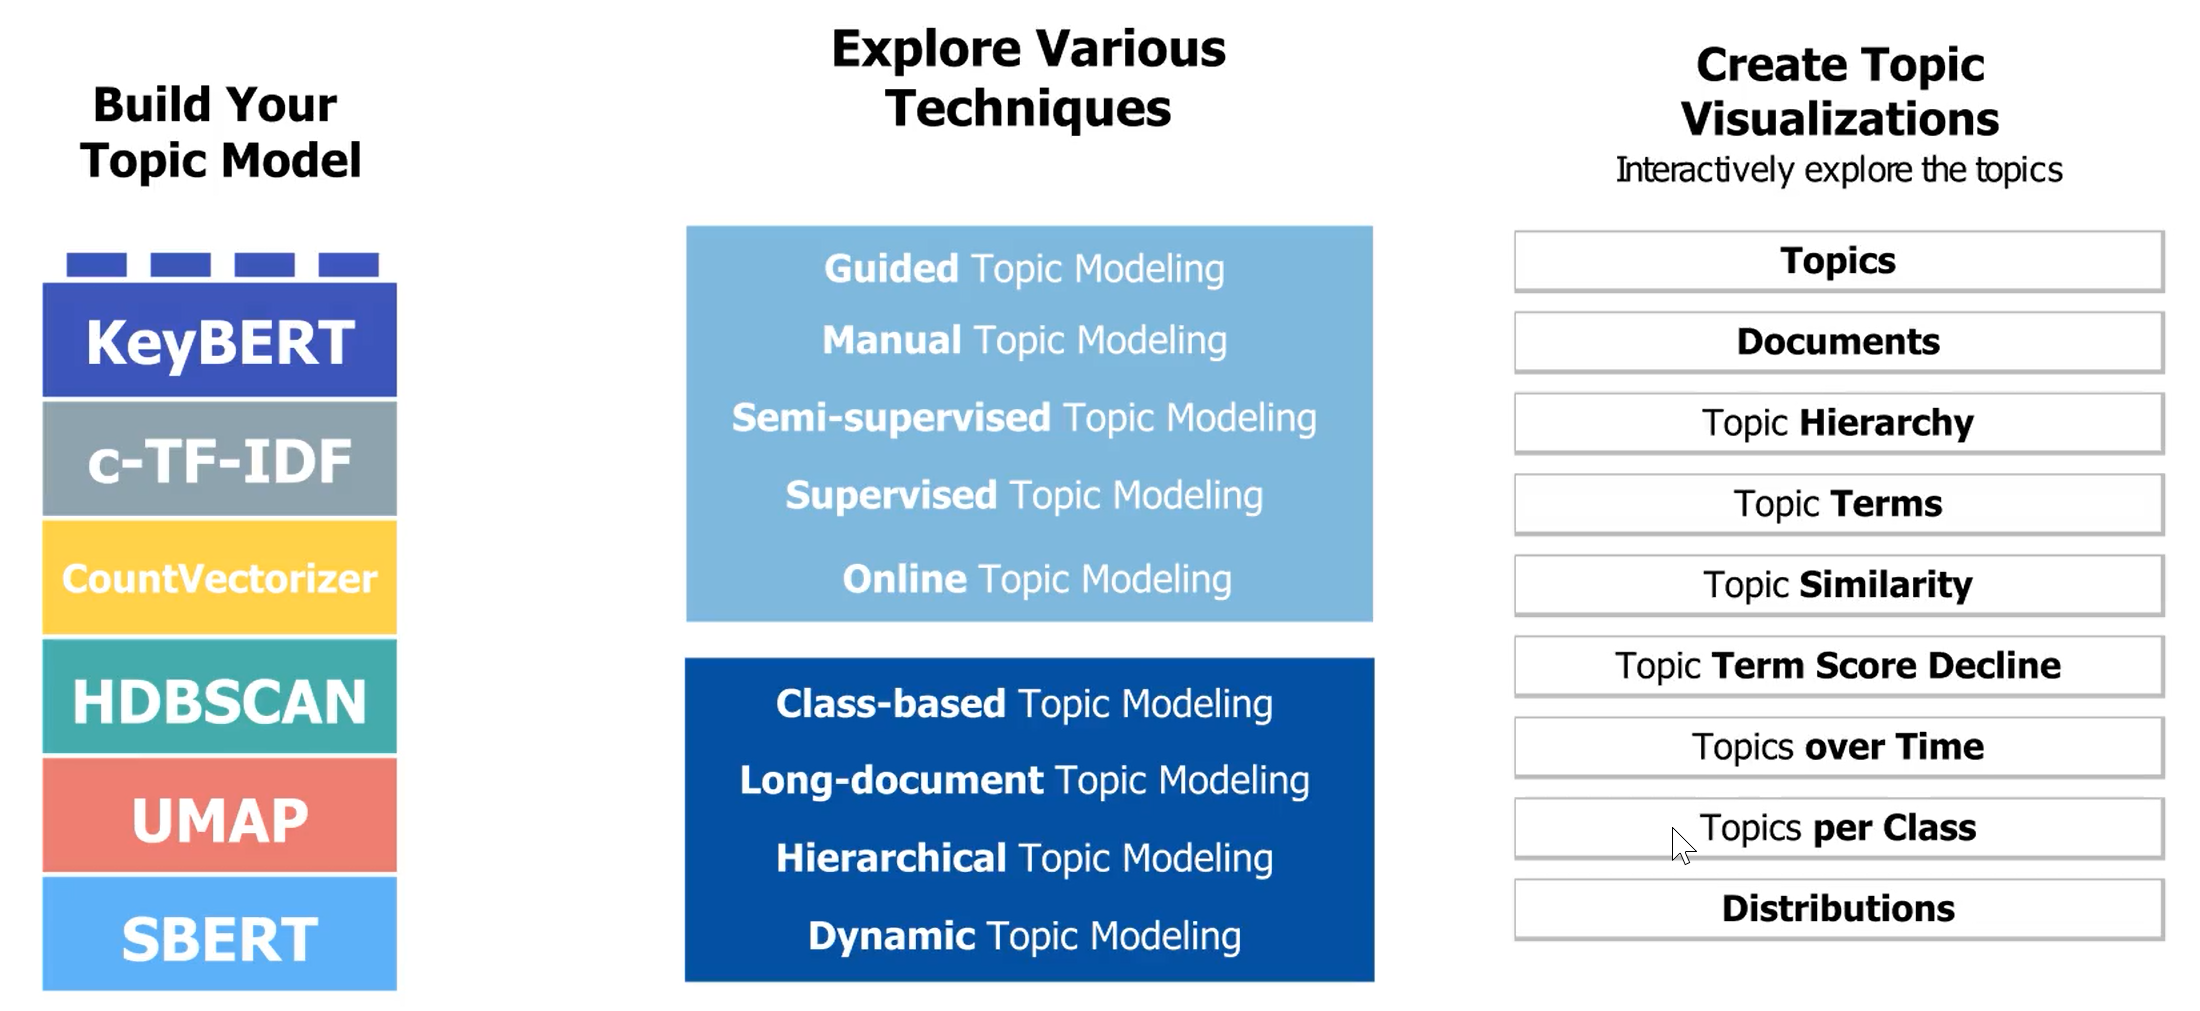 Build Your
Topic Model
KeyBERT
c-TF-IDF
CountVectorizer
HDBSCAN
UMAP
SBERT
Explore Various
Techniques
Guided Topic Modeling
Manual Topic Modeling
Semi-supervised Topic Modeling
Supervised Topic Modeling
Online Topic Modeling
Class-based Topic Modeling
Long-document Topic Modeling
Hierarchical Topic Modeling
Dynamic Topic Modeling
Create Topic
Visualizations
Interactively explore the topics
Topics
Documents
Topic Hierarchy
Topic Terms
Topic Similarity
Topic Term Score Decline
Topics over Time
Topics per Class
Distributions